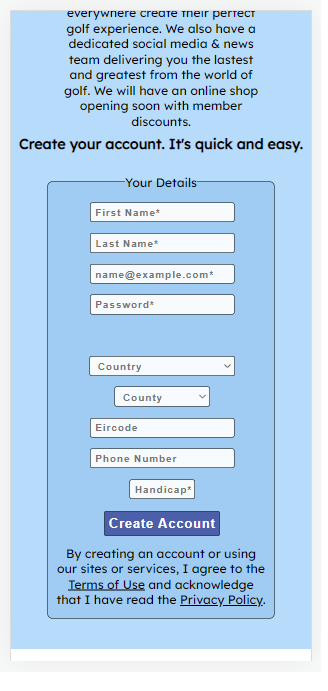 everywhere create their perfect
golf experience. We also have a
dedicated social media & news
team delivering you the lastest
and greatest from the world of
golf. We will have an online shop
opening soon with member
discounts.
Create your account. It's quick and easy.
Your Details
First Name*
Last Name*
name@example.com*
Password*
Country
County
Eircode
Phone Number
Handicap*
Create Account
By creating an account or using
our sites or services, I agree to the
Terms of Use and acknowledge
that I have read the Privacy Policy.